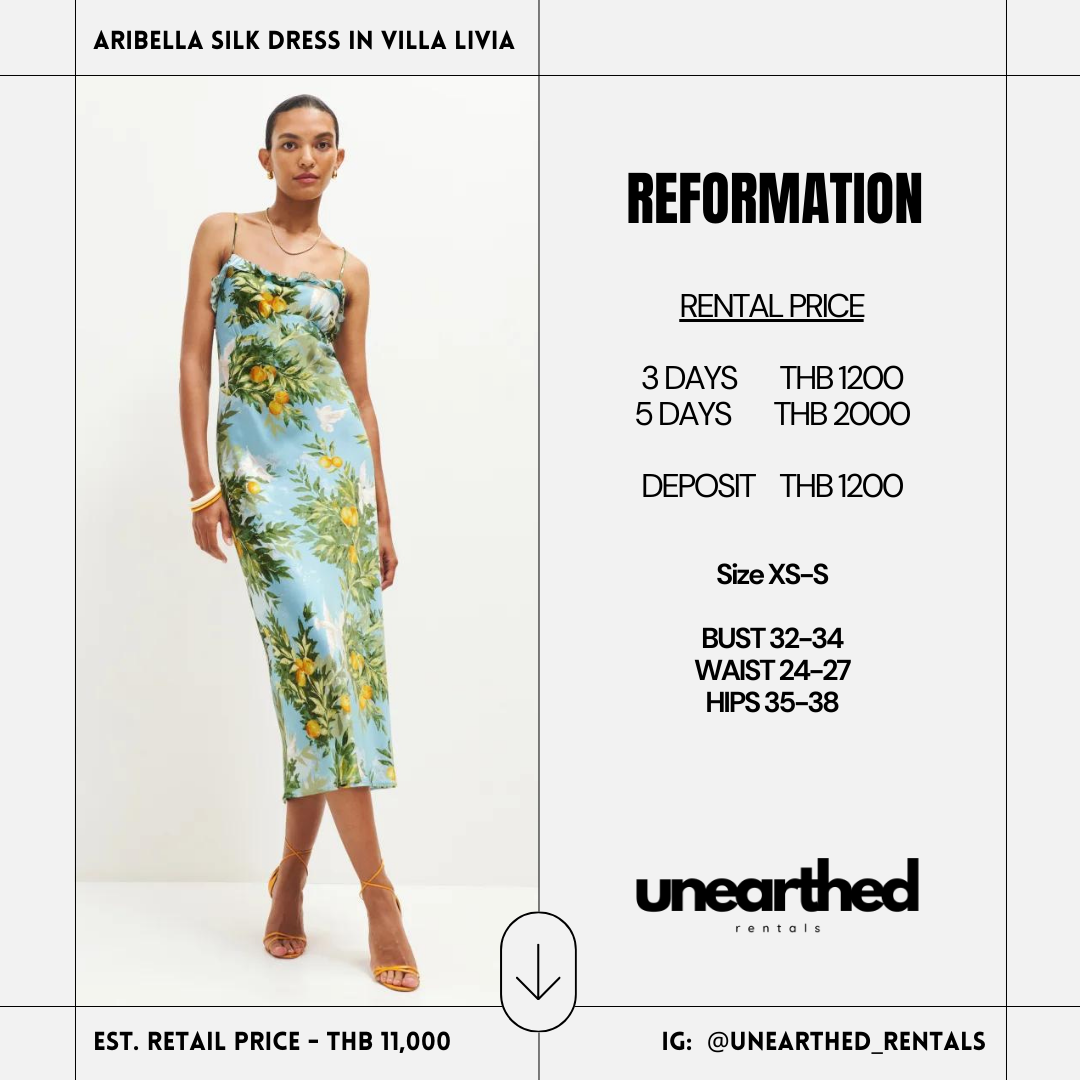 ARIBELLA SILK DRESS IN VILLA LIVIA
REFORMATION
RENTAL PRICE
3 DAYS THB 1200
5 DAYS THB 2000
DEPOSIT THB 1200
Size XS-S
BUST 32-34
WAIST 24-27
HIPS 35-38
unearthed
rentals
EST. RETAIL PRICE - THB 11,000
IG: @UNEARTHED_RENTALS